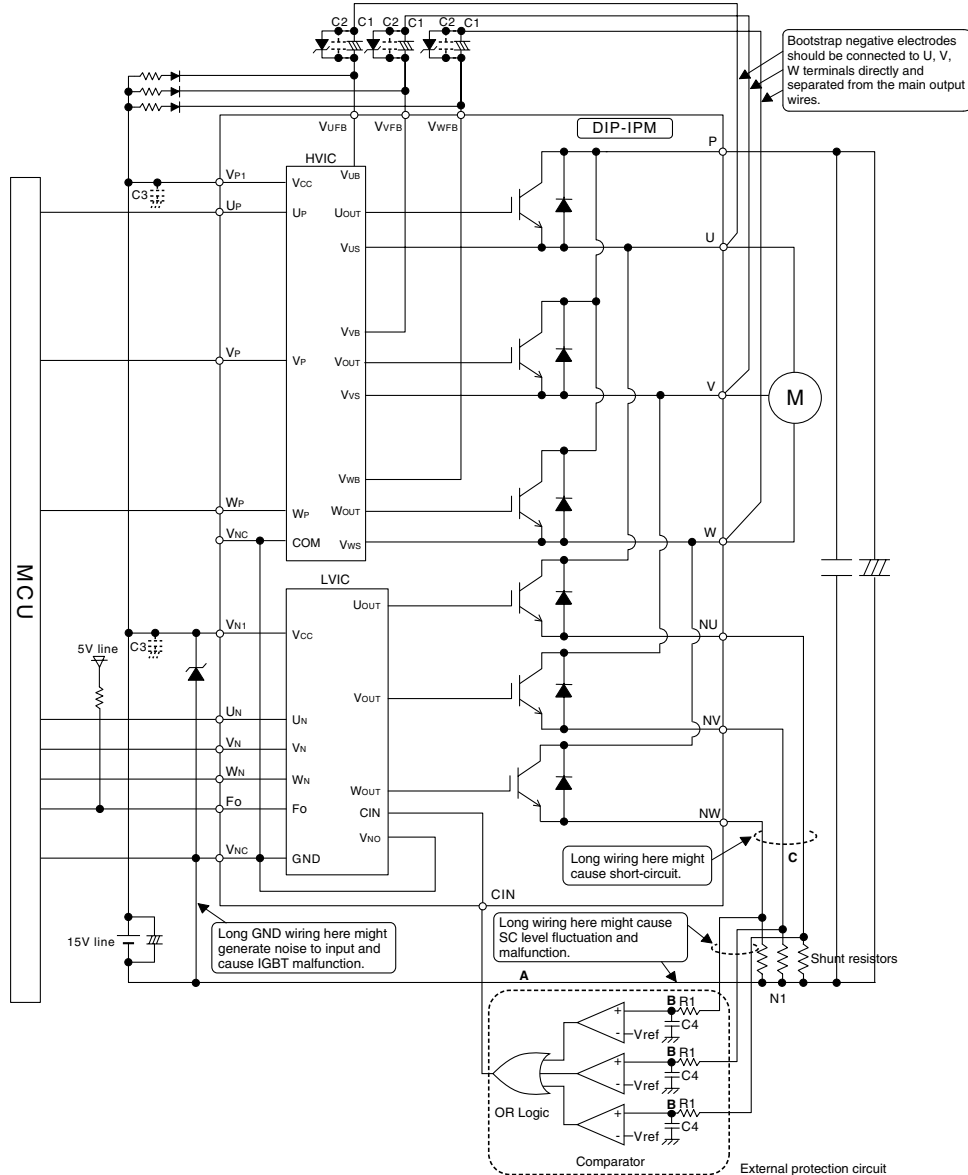 C2 C1 C2 C1 C2 C1
Bootstrap negative electrodes
should be connected to U, V,
W terminals directly and
separated from the main output
wires.
VUFB VVFB VWFB
DIP-IPM
P
HVIC
VP1
C3
VCC
VUB
UP
UP
UOUT
U
VUS
VVB
VP
VP
VOUT
V
VVS
M
VWB
WP
WP
WOUT
VNC
COM
VWS
W
MCU
LVIC
UOUT
VN1
VCC
C3
5V line
NU
VOUT
UN
UN
NV
VN
VN
WN
WN
WOUT
FO
FO
CIN
NW
VNO
VNC
GND
C
Long wiring here might
cause short-circuit.
CIN
15V line
Long GND wiring here might
generate noise to input and
cause IGBT malfunction.
Long wiring here might cause
SC level fluctuation and
malfunction.
Shunt resistors
A
N1
B R1
+
C4
-
Vref
B R1
+
C4
-
Vref
OR Logic
B R1
+
C4
-
Vref
Comparator
External protection circuit